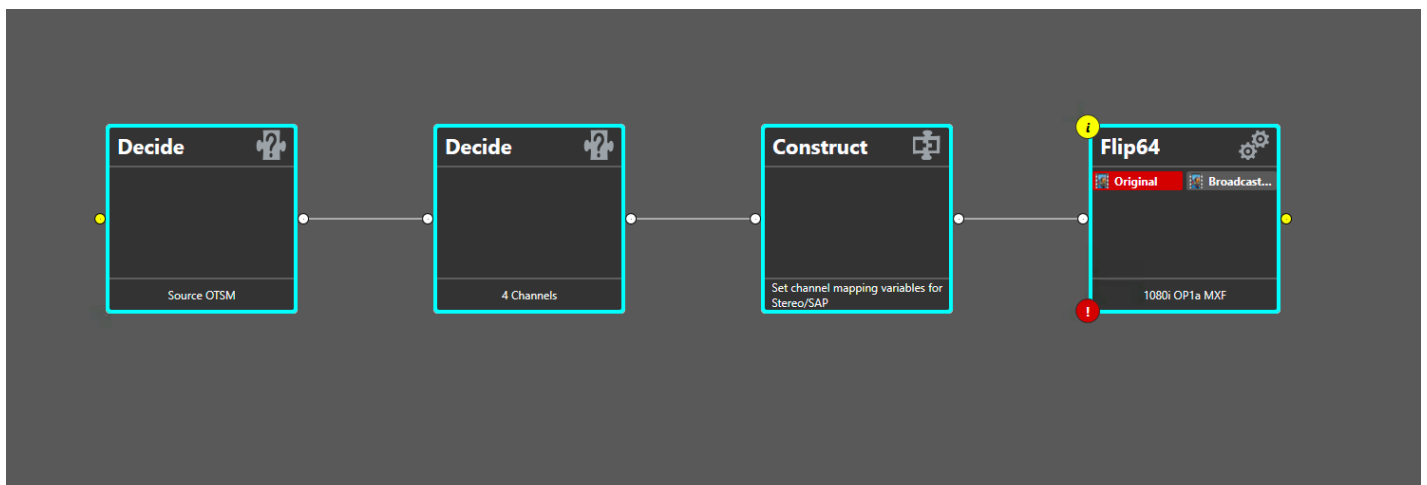 Decide
Source OTSM
Decide
4 Channels
Construct
Set channel mapping variables for
Stereo/SAP
i
Flip64
Original
Broadcast...
1080i OP1a MXF
!